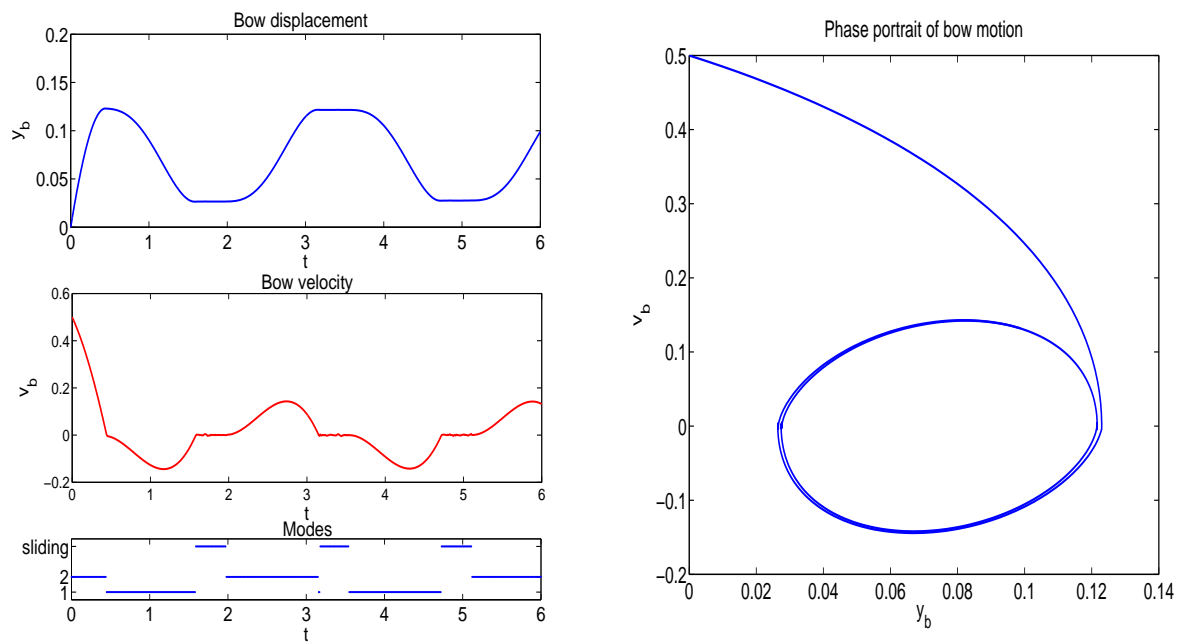 Bow displacement
0.2
0.15
0.1
0.05
0
y_b
0 1 2 3 4 5 6
t
Bow velocity
0.6
0.4
0.2
0
−0.2
v_b
0 1 2 3 4 5 6
t
Modes
sliding
2
1
0 1 2 3 4 5 6
t
Phase portrait of bow motion
0.5
0.4
0.3
0.2
0.1
0
−0.1
−0.2
v_b
0 0.02 0.04 0.06 0.08 0.1 0.12 0.14
y_b